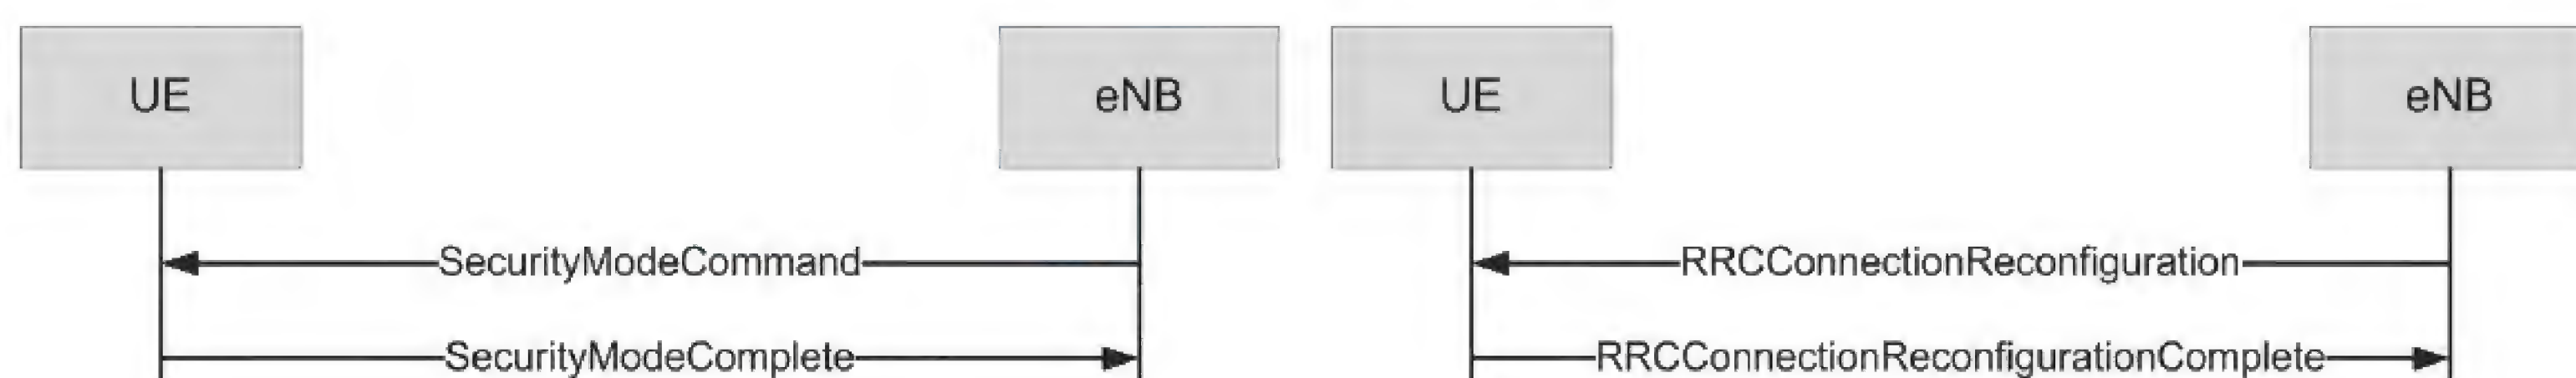 UE
eNB
SecurityModeCommand
SecurityModeComplete
UE
eNB
RRCConnectionReconfiguration
RRCConnectionReconfigurationComplete